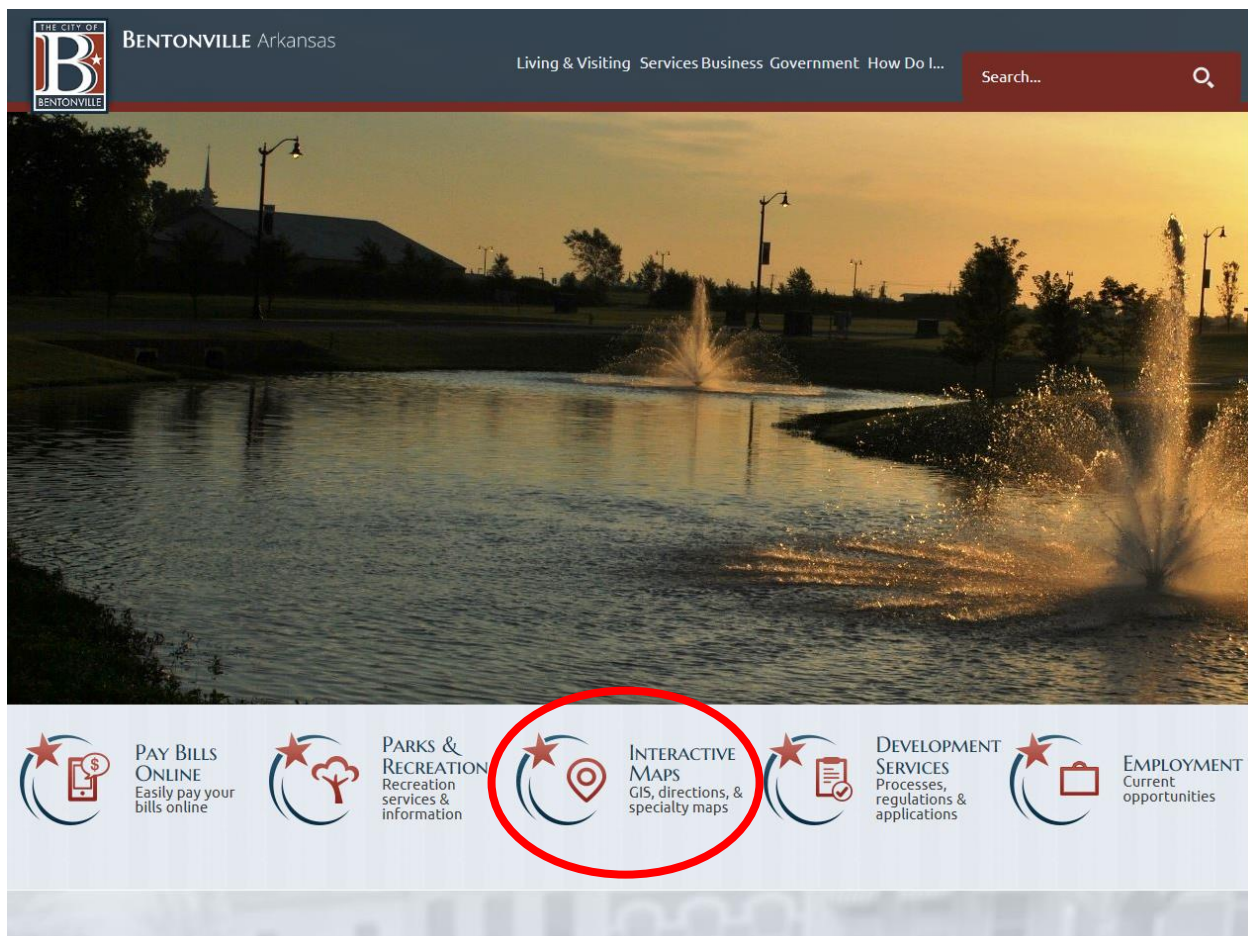 THE CITY OF
B
BENTONVILLE
BENTONVILLE Arkansas
Living & Visiting Services Business Government How Do I...
Search...
PAY BILLS
ONLINE
Easily pay your
bills online
$
PARKS &
RECREATION
Recreation
services &
information
INTERACTIVE
MAPS
GIS, directions, &
specialty maps
DEVELOPMENT
SERVICES
Processes,
regulations &
applications
EMPLOYMENT
Current
opportunities